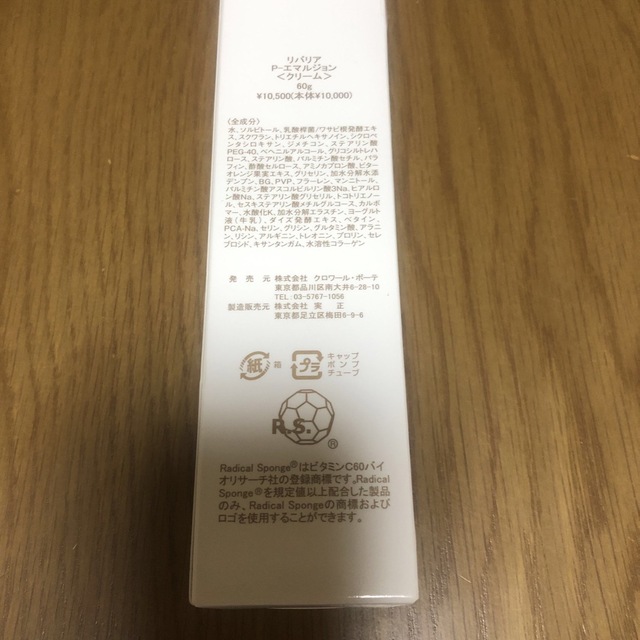 リバリア
P-エマルジョン
<クリーム>
60g
¥10,500(本体¥10,000)
〈全成分〉
水、ソルビトール、乳酸桿菌/ワサビ根発酵エキ
ス、スクワラン、トリエチルヘキサノイン、シクロペ
ンタシロキサン、ジメチコン、ステアリン酸
PEG-40、ベヘニルアルコール、グリコシルトレハ
ロース、ステアリン酸、パルミチン酸セチル、パラ
フィン、酢酸セルロース、アミノカプロン酸、ビター
オレンジ果実エキス、グリセリン、加水分解水添
デンプン、BG、PVP、フラーレン、マンニトール、
パルミチン酸アスコルビルリン酸3Na、ヒアルロ
ン酸Na、ステアリン酸グリセリル、トコトリエノー
ル、セスキステアリン酸メチルグルコース、カルボ
マー、水酸化K、加水分解エラスチン、ヨーグルト
液(牛乳)、ダイズ発酵エキス、ベタイン、
PCA-Na、セリン、グリシン、グルタミン酸、アラニ
ン、リシン、アルギニン、トレオニン、プロリン、セレ
ブロシド、キサンタンガム、水溶性コラーゲン
発売元 株式会社 クロワール・ボーテ
東京都品川区南大井6-28-10
TEL:03-5767-1056
製造販売元 株式会社 実正
東京都足立区梅田6-9-6
紙 箱 プラ キャップ
ポンプ
チューブ
R.S.®
Radical Sponge®はビタミンC60バイ
オリサーチ社の登録商標です。Radical
Sponge®を規定値以上配合した製品
のみ、Radical Spongeの商標および
ロゴを使用することができます。